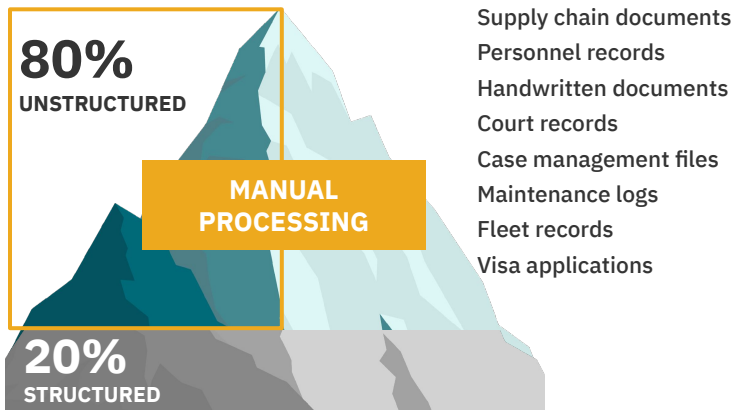 80%
UNSTRUCTURED
MANUAL
PROCESSING
20%
STRUCTURED
Supply chain documents
Personnel records
Handwritten documents
Court records
Case management files
Maintenance logs
Fleet records
Visa applications